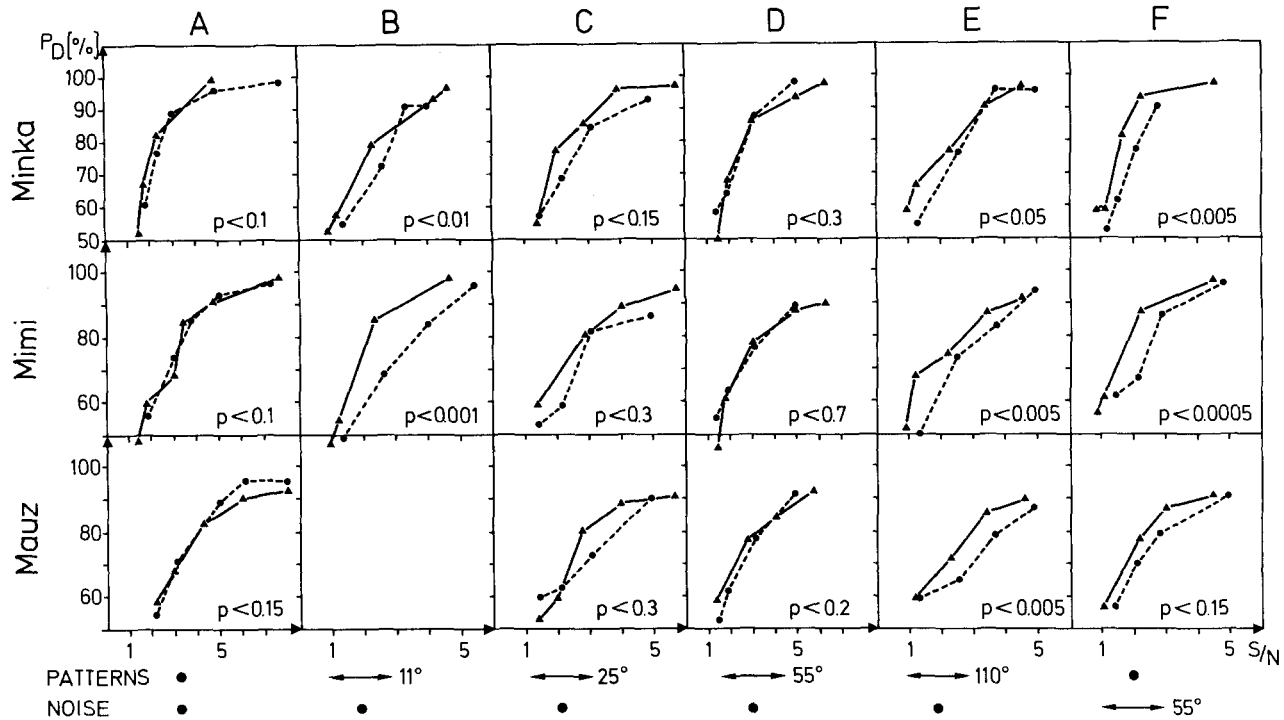 A B C D E F
P_D[%]
Minka
100
90
80
70
60
50
p<0.1 p<0.01 p<0.15 p<0.3 p<0.05 p<0.005
Mimi
100
80
60
p<0.1 p<0.001 p<0.3 p<0.7 p<0.005 p<0.0005
Mauz
100
80
60
p<0.15 p<0.3 p<0.2 p<0.005 p<0.15
1 5 1 5 1 5 1 5 1 5 1 5 S/N
PATTERNS 11° 25° 55° 110°
NOISE 55°